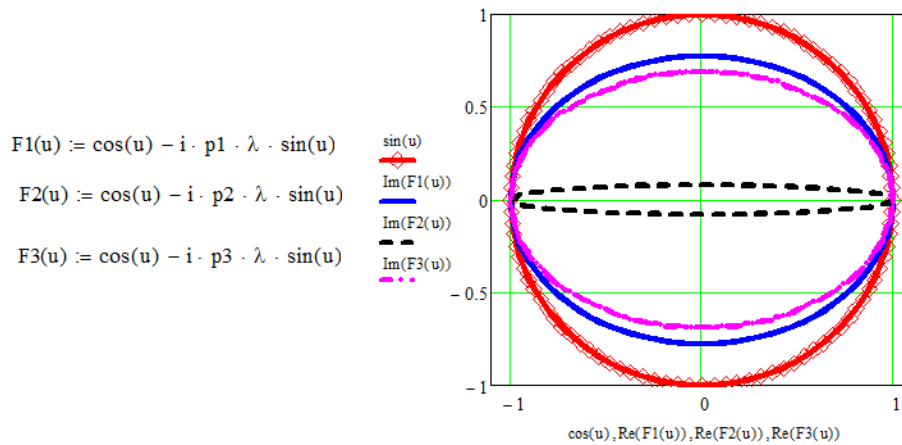 F1(u) := cos(u) − i · p1 · λ · sin(u)
F2(u) := cos(u) − i · p2 · λ · sin(u)
F3(u) := cos(u) − i · p3 · λ · sin(u)
sin(u)
Im(F1(u))
Im(F2(u))
Im(F3(u))
1
0.5
0
−0.5
−1
−1
0
1
cos(u),Re(F1(u)),Re(F2(u)),Re(F3(u))